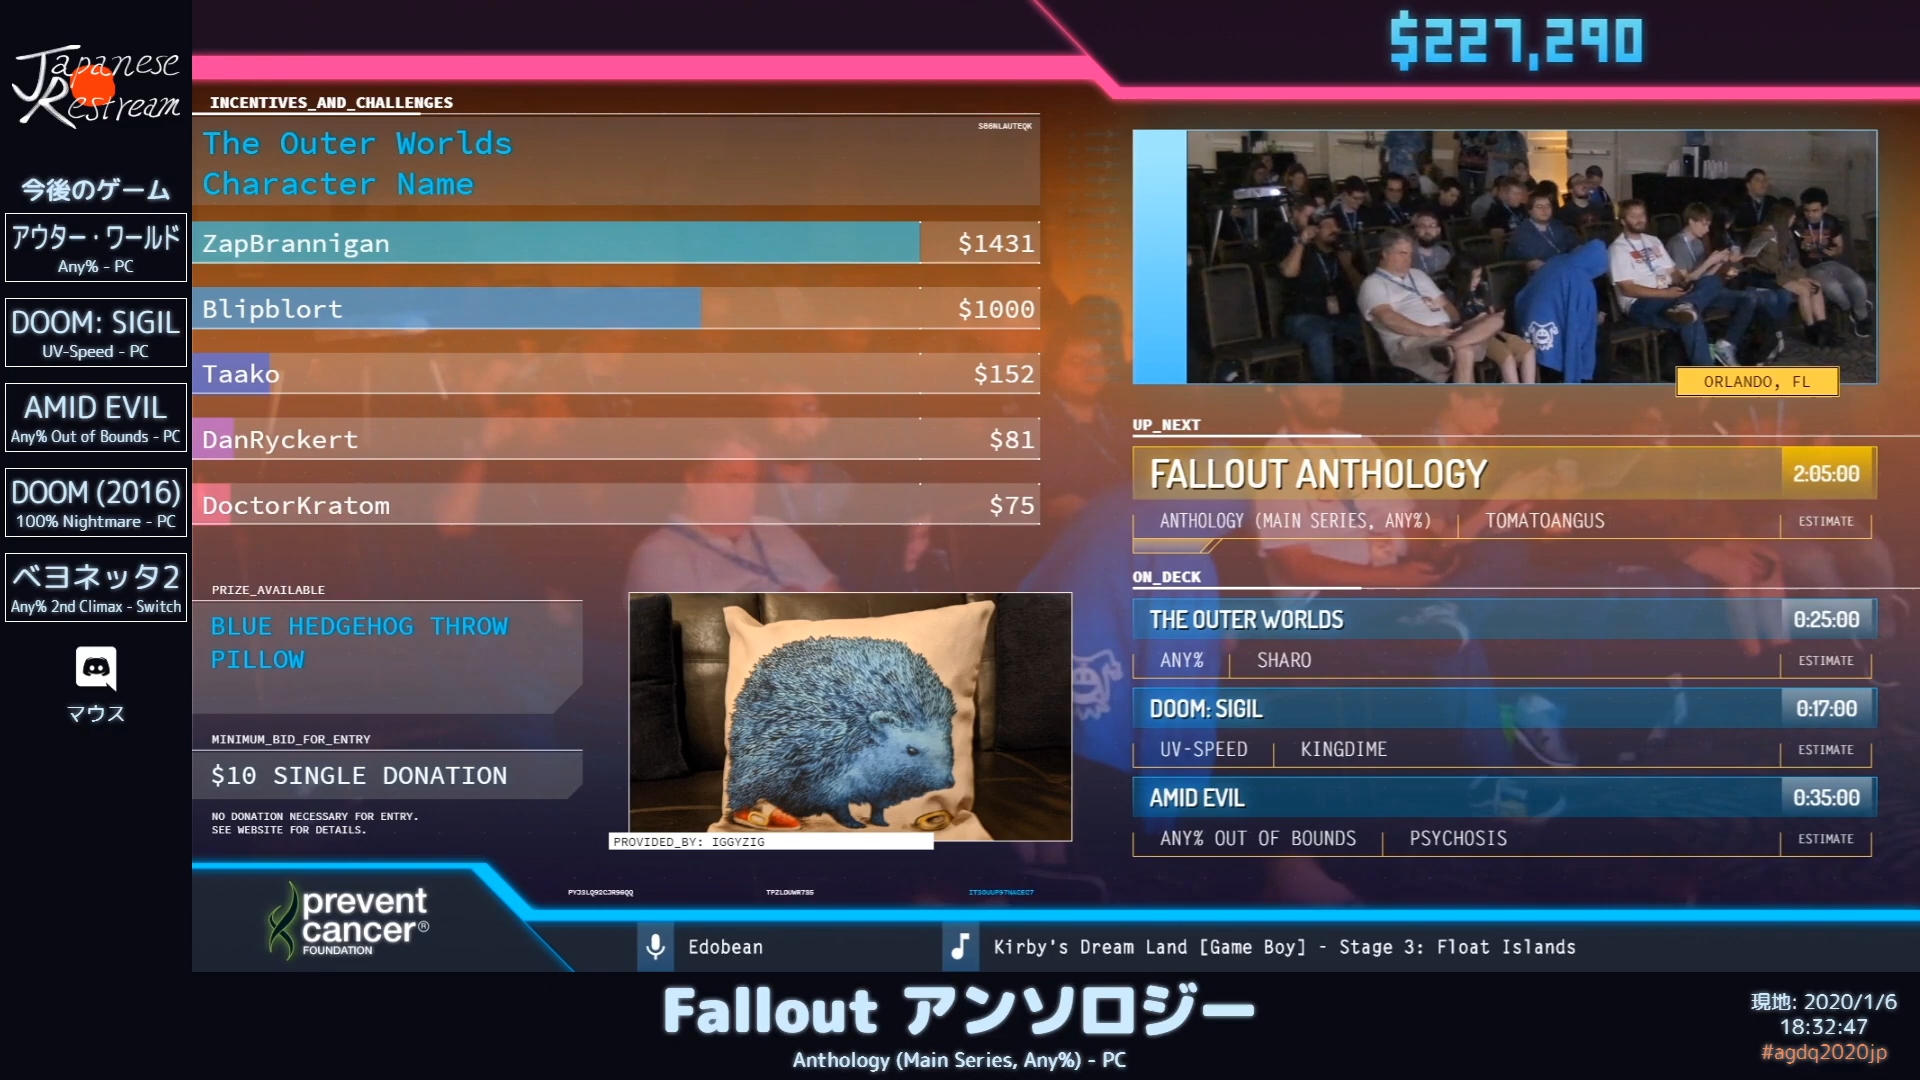 Japanese
Restream
今後のゲーム
アウター・ワールド
Any% - PC
DOOM: SIGIL
UV-Speed - PC
AMID EVIL
Any% Out of Bounds - PC
DOOM (2016)
100% Nightmare - PC
ベヨネッタ2
Any% 2nd Climax - Switch
マウス
$227,290
INCENTIVES_AND_CHALLENGES
The Outer Worlds
Character Name
ZapBrannigan $1431
Blipblort $1000
Taako $152
DanRyckert $81
DoctorKratom $75
PRIZE_AVAILABLE
BLUE HEDGEHOG THROW
PILLOW
MINIMUM_BID_FOR_ENTRY
$10 SINGLE DONATION
NO DONATION NECESSARY FOR ENTRY.
SEE WEBSITE FOR DETAILS.
PROVIDED_BY: IGGYZIG
ORLANDO, FL
UP_NEXT
FALLOUT ANTHOLOGY 2:05:00
ANTHOLOGY (MAIN SERIES, ANY%) TOMATOANGUS ESTIMATE
ON_DECK
THE OUTER WORLDS 0:25:00
ANY% SHARO ESTIMATE
DOOM: SIGIL 0:17:00
UV-SPEED KINGDIME ESTIMATE
AMID EVIL 0:35:00
ANY% OUT OF BOUNDS PSYCHOSIS ESTIMATE
prevent
cancer®
FOUNDATION
Edobean
Kirby's Dream Land [Game Boy] - Stage 3: Float Islands
Fallout アンソロジー
Anthology (Main Series, Any%) - PC
現地: 2020/1/6
18:32:47
#agdq2020jp